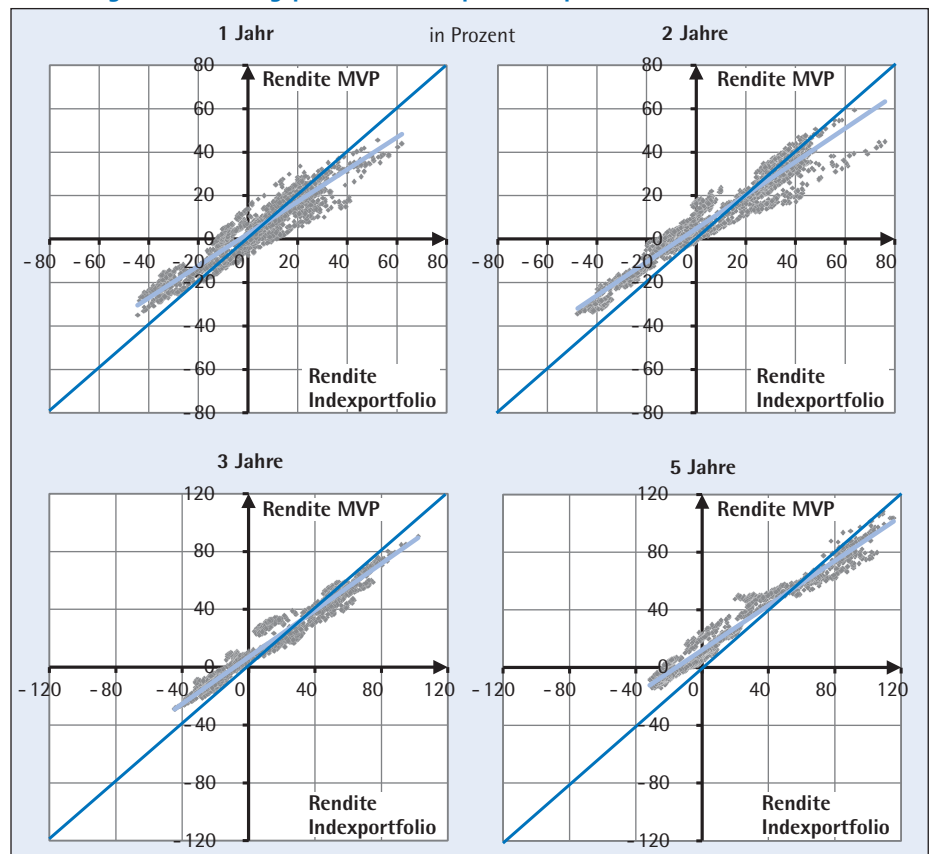 1 Jahr
in Prozent
2 Jahre
80
Rendite MVP
60
40
20
0
- 80 - 60 - 40 - 20 0 20 40 60 80
- 20
- 40
- 60
- 80
Rendite
Indexportfolio
80
Rendite MVP
60
40
20
0
- 80 - 60 - 40 - 20 0 20 40 60 80
- 20
- 40
- 60
- 80
Rendite
Indexportfolio
3 Jahre
5 Jahre
120
Rendite MVP
80
40
0
- 120 - 80 - 40 0 40 80 120
- 40
- 80
- 120
Rendite
Indexportfolio
120
Rendite MVP
80
40
0
- 120 - 80 - 40 0 40 80 120
- 40
- 80
- 120
Rendite
Indexportfolio